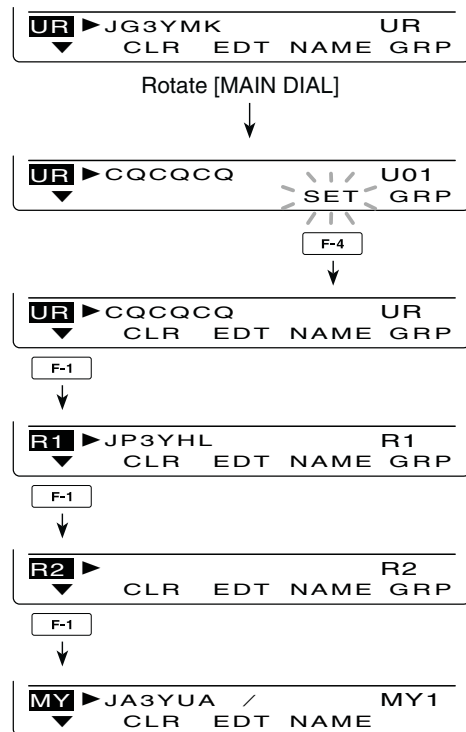 UR ►JG3YMK UR
▼ CLR EDT NAME GRP
Rotate [MAIN DIAL]
UR ►CQCQCQ U01
▼ SET GRP
F-4
UR ►CQCQCQ UR
▼ CLR EDT NAME GRP
F-1
R1 ►JP3YHL R1
▼ CLR EDT NAME GRP
F-1
R2 ► R2
▼ CLR EDT NAME GRP
F-1
MY ►JA3YUA / MY1
▼ CLR EDT NAME